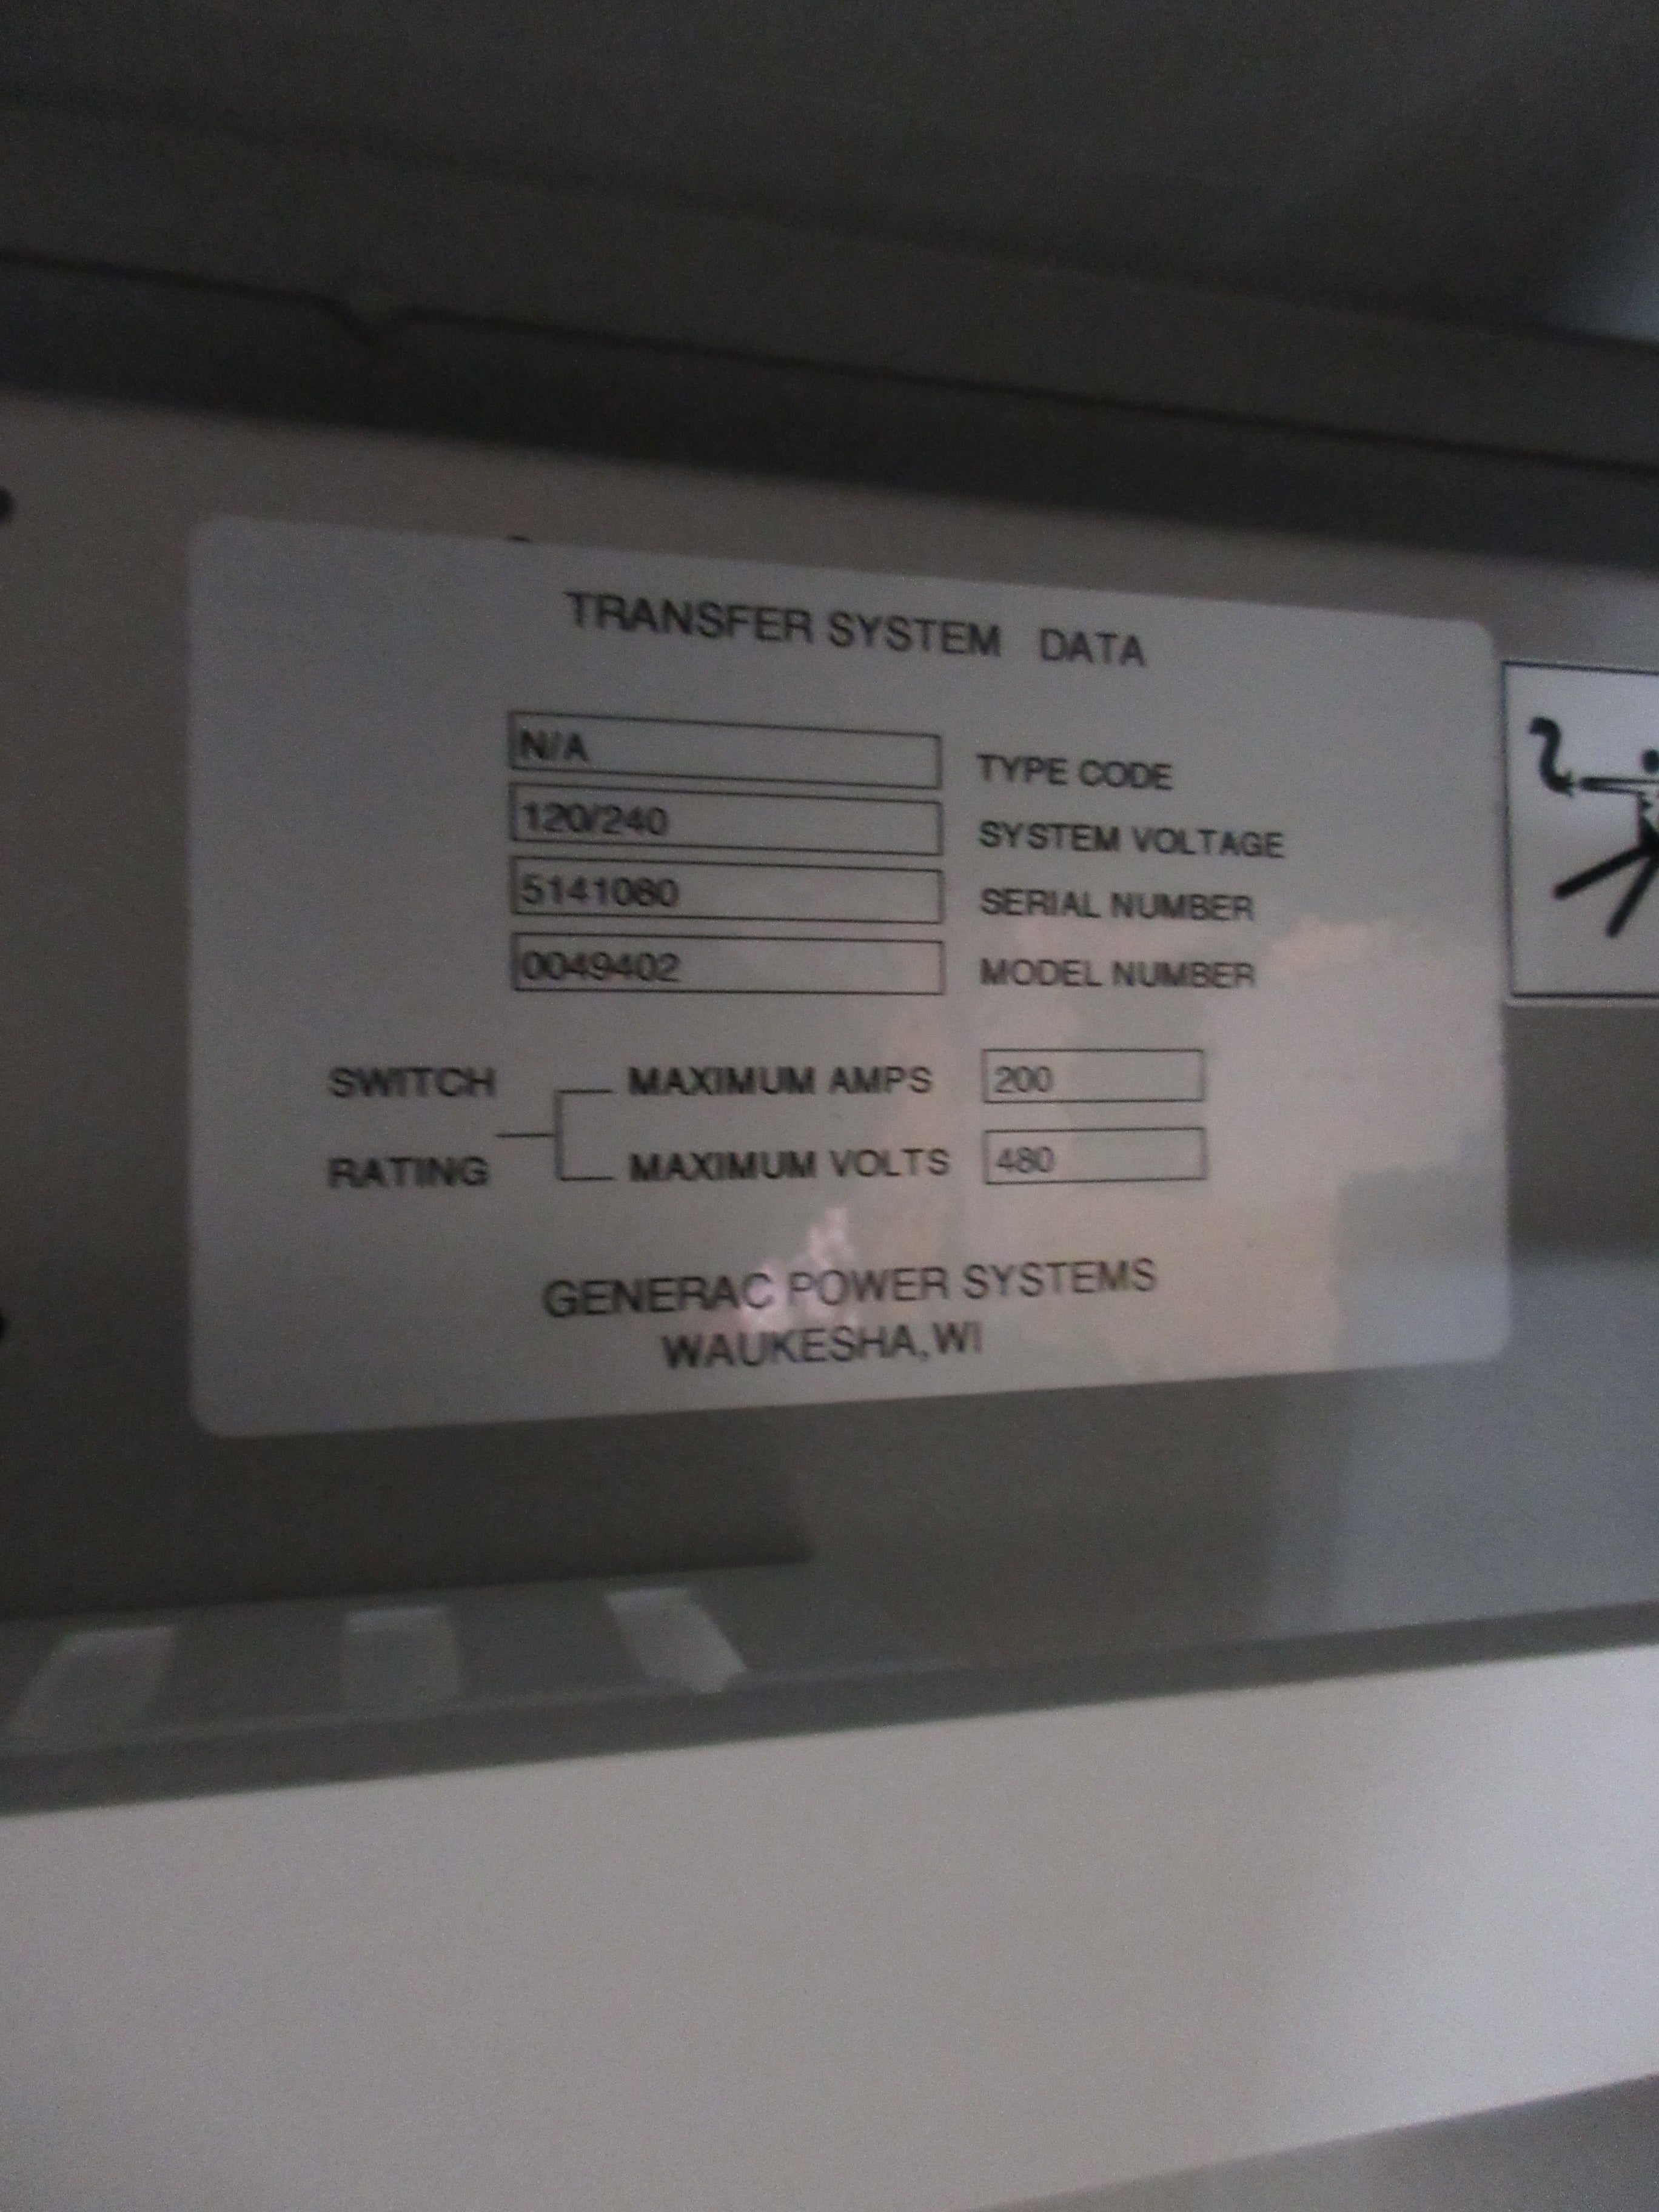 TRANSFER SYSTEM DATA
N/A TYPE CODE
120/240 SYSTEM VOLTAGE
5141080 SERIAL NUMBER
0049402 MODEL NUMBER
SWITCH MAXIMUM AMPS 200
RATING MAXIMUM VOLTS 480
GENERAC POWER SYSTEMS
WAUKESHA,WI